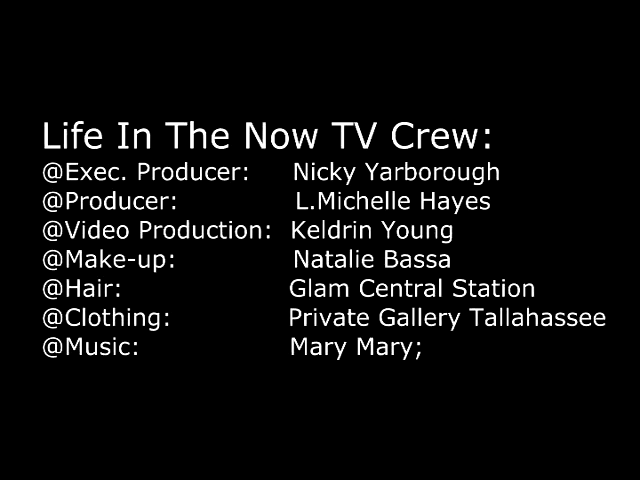 Life In The Now TV Crew:
@Exec. Producer: Nicky Yarborough
@Producer: L.Michelle Hayes
@Video Production: Keldrin Young
@Make-up: Natalie Bassa
@Hair: Glam Central Station
@Clothing: Private Gallery Tallahassee
@Music: Mary Mary;